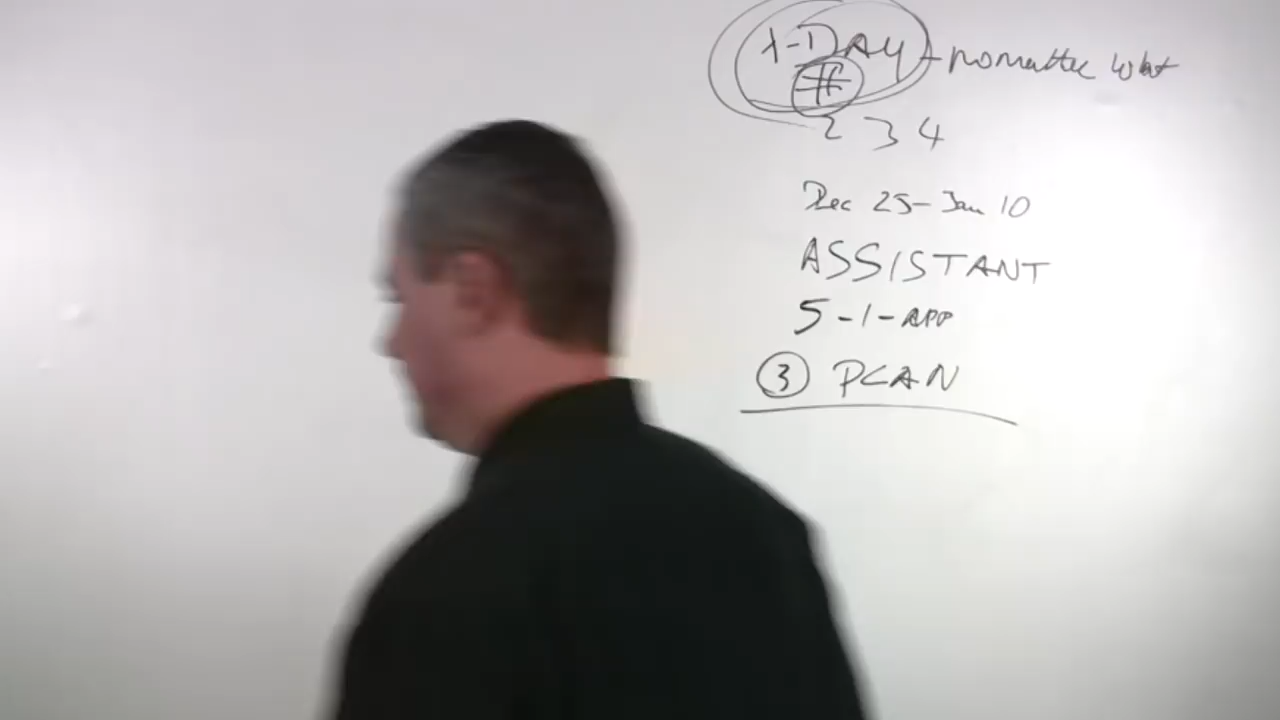 1-DAY - no matter what
#
2 3 4
Dec 25- Jan 10
ASSISTANT
5-1-APP
3 PLAN